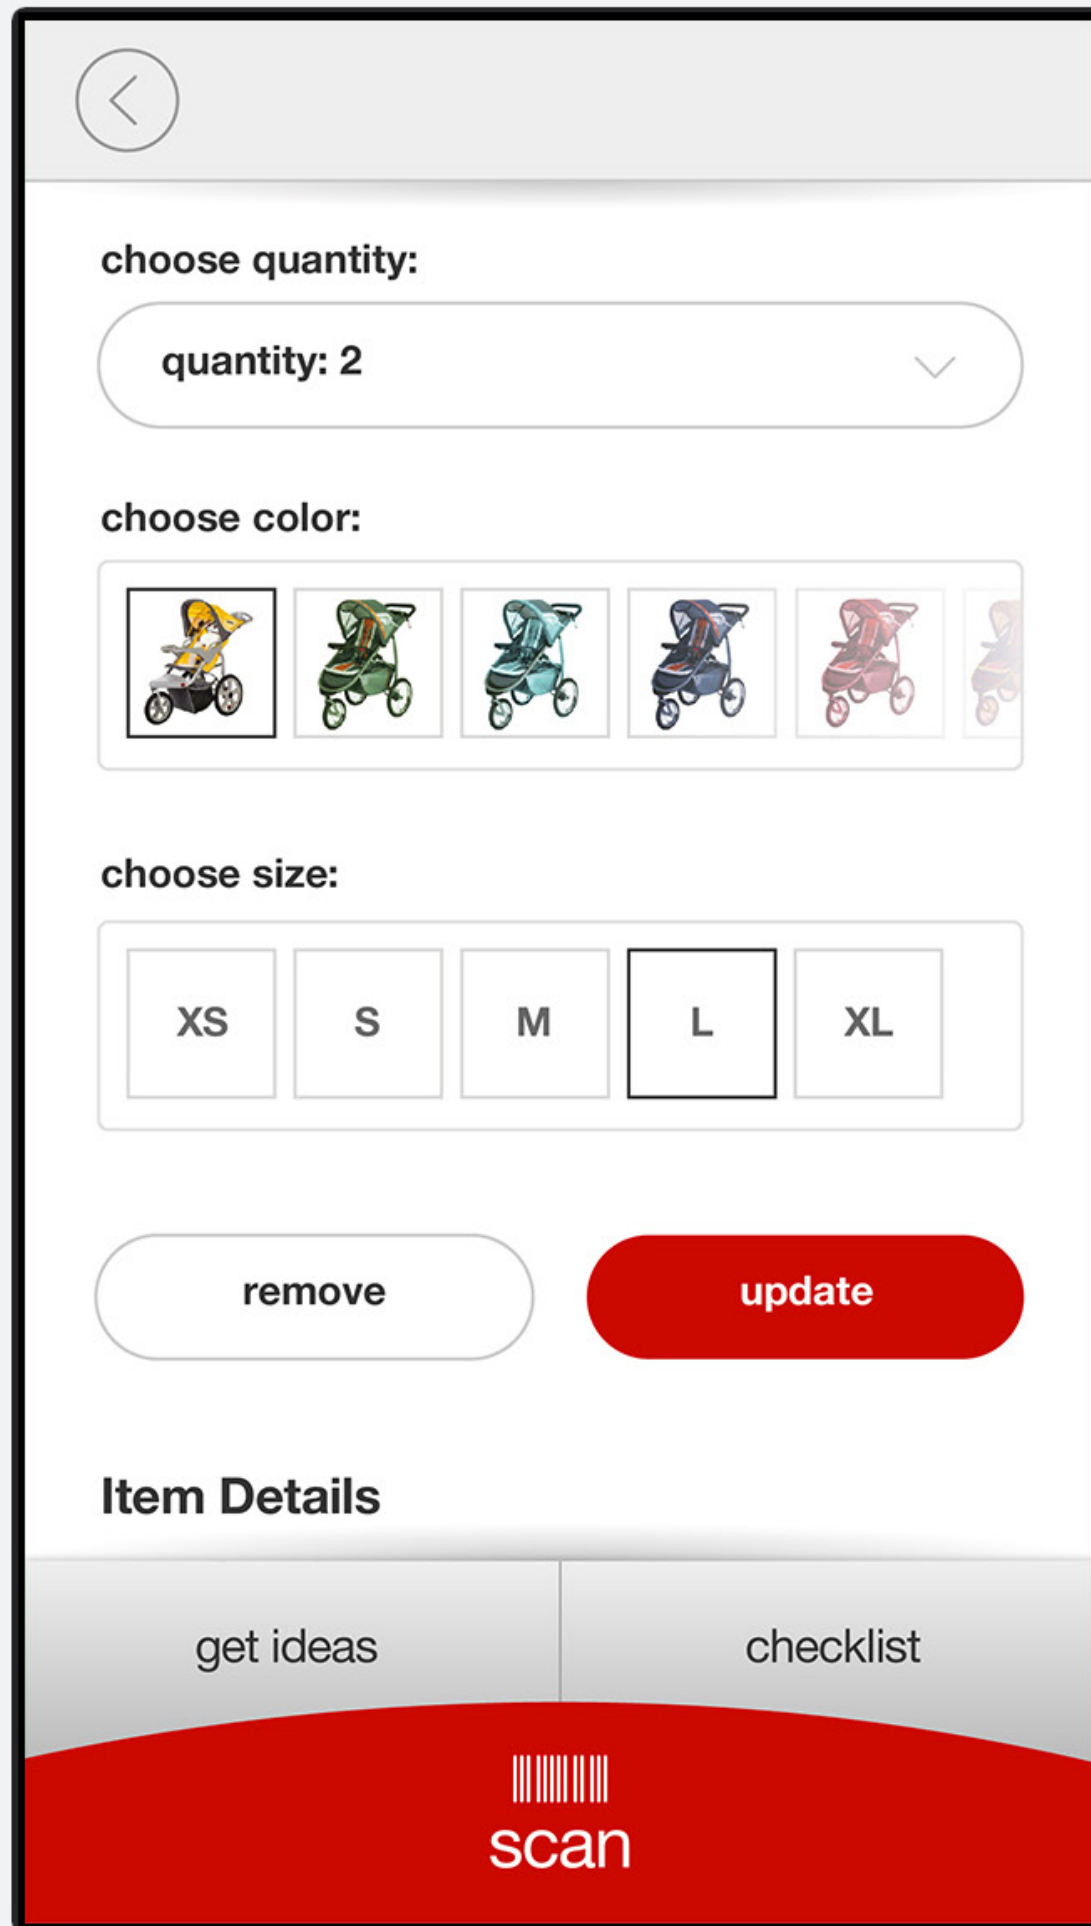 choose quantity:
quantity: 2
choose color:
choose size:
XS S M L XL
remove update
Item Details
get ideas checklist
scan